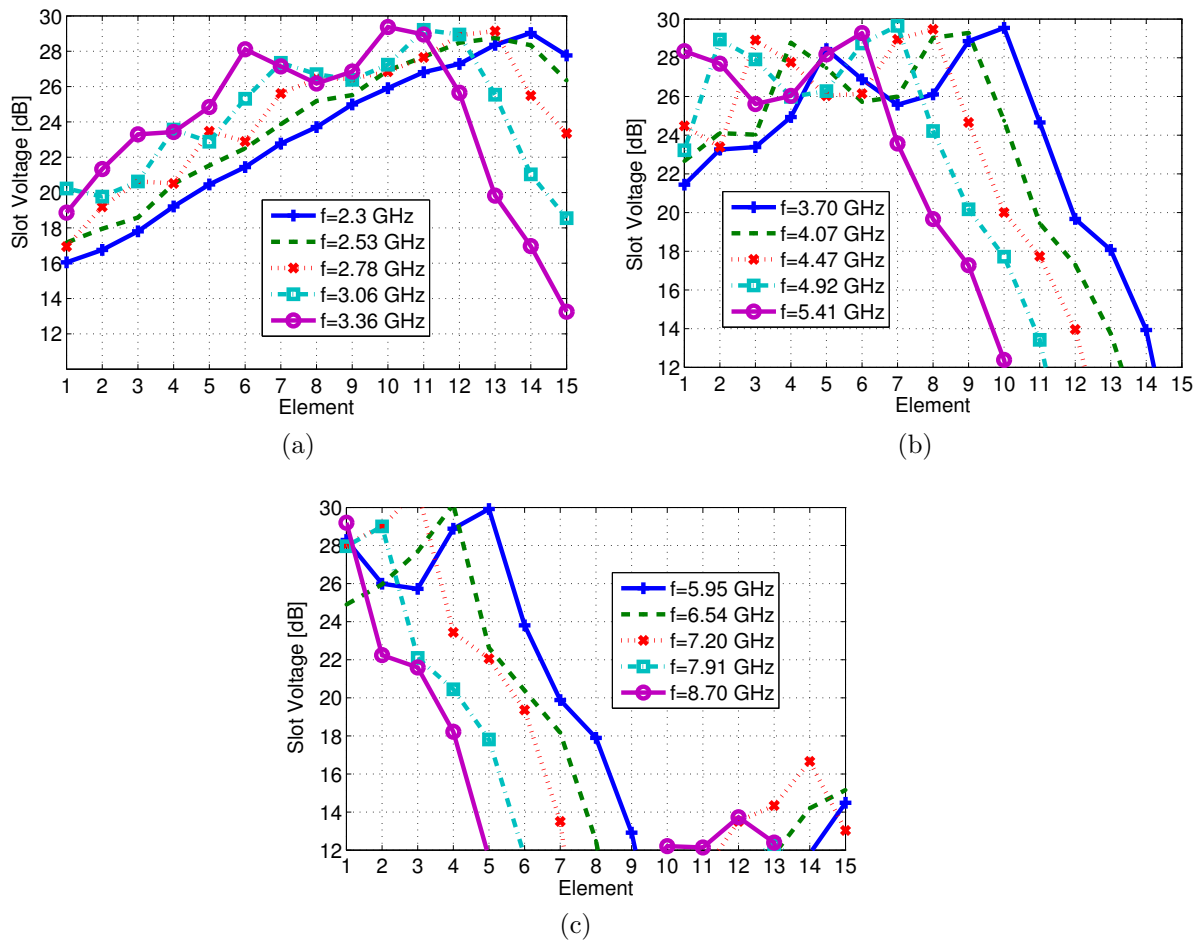 30
28
26
24
22
20
18
16
14
12
Slot Voltage [dB]
f=2.3 GHz
f=2.53 GHz
f=2.78 GHz
f=3.06 GHz
f=3.36 GHz
1 2 3 4 5 6 7 8 9 10 11 12 13 14 15
Element
(a)
30
28
26
24
22
20
18
16
14
12
Slot Voltage [dB]
f=3.70 GHz
f=4.07 GHz
f=4.47 GHz
f=4.92 GHz
f=5.41 GHz
1 2 3 4 5 6 7 8 9 10 11 12 13 14 15
Element
(b)
30
28
26
24
22
20
18
16
14
12
Slot Voltage [dB]
f=5.95 GHz
f=6.54 GHz
f=7.20 GHz
f=7.91 GHz
f=8.70 GHz
1 2 3 4 5 6 7 8 9 10 11 12 13 14 15
Element
(c)